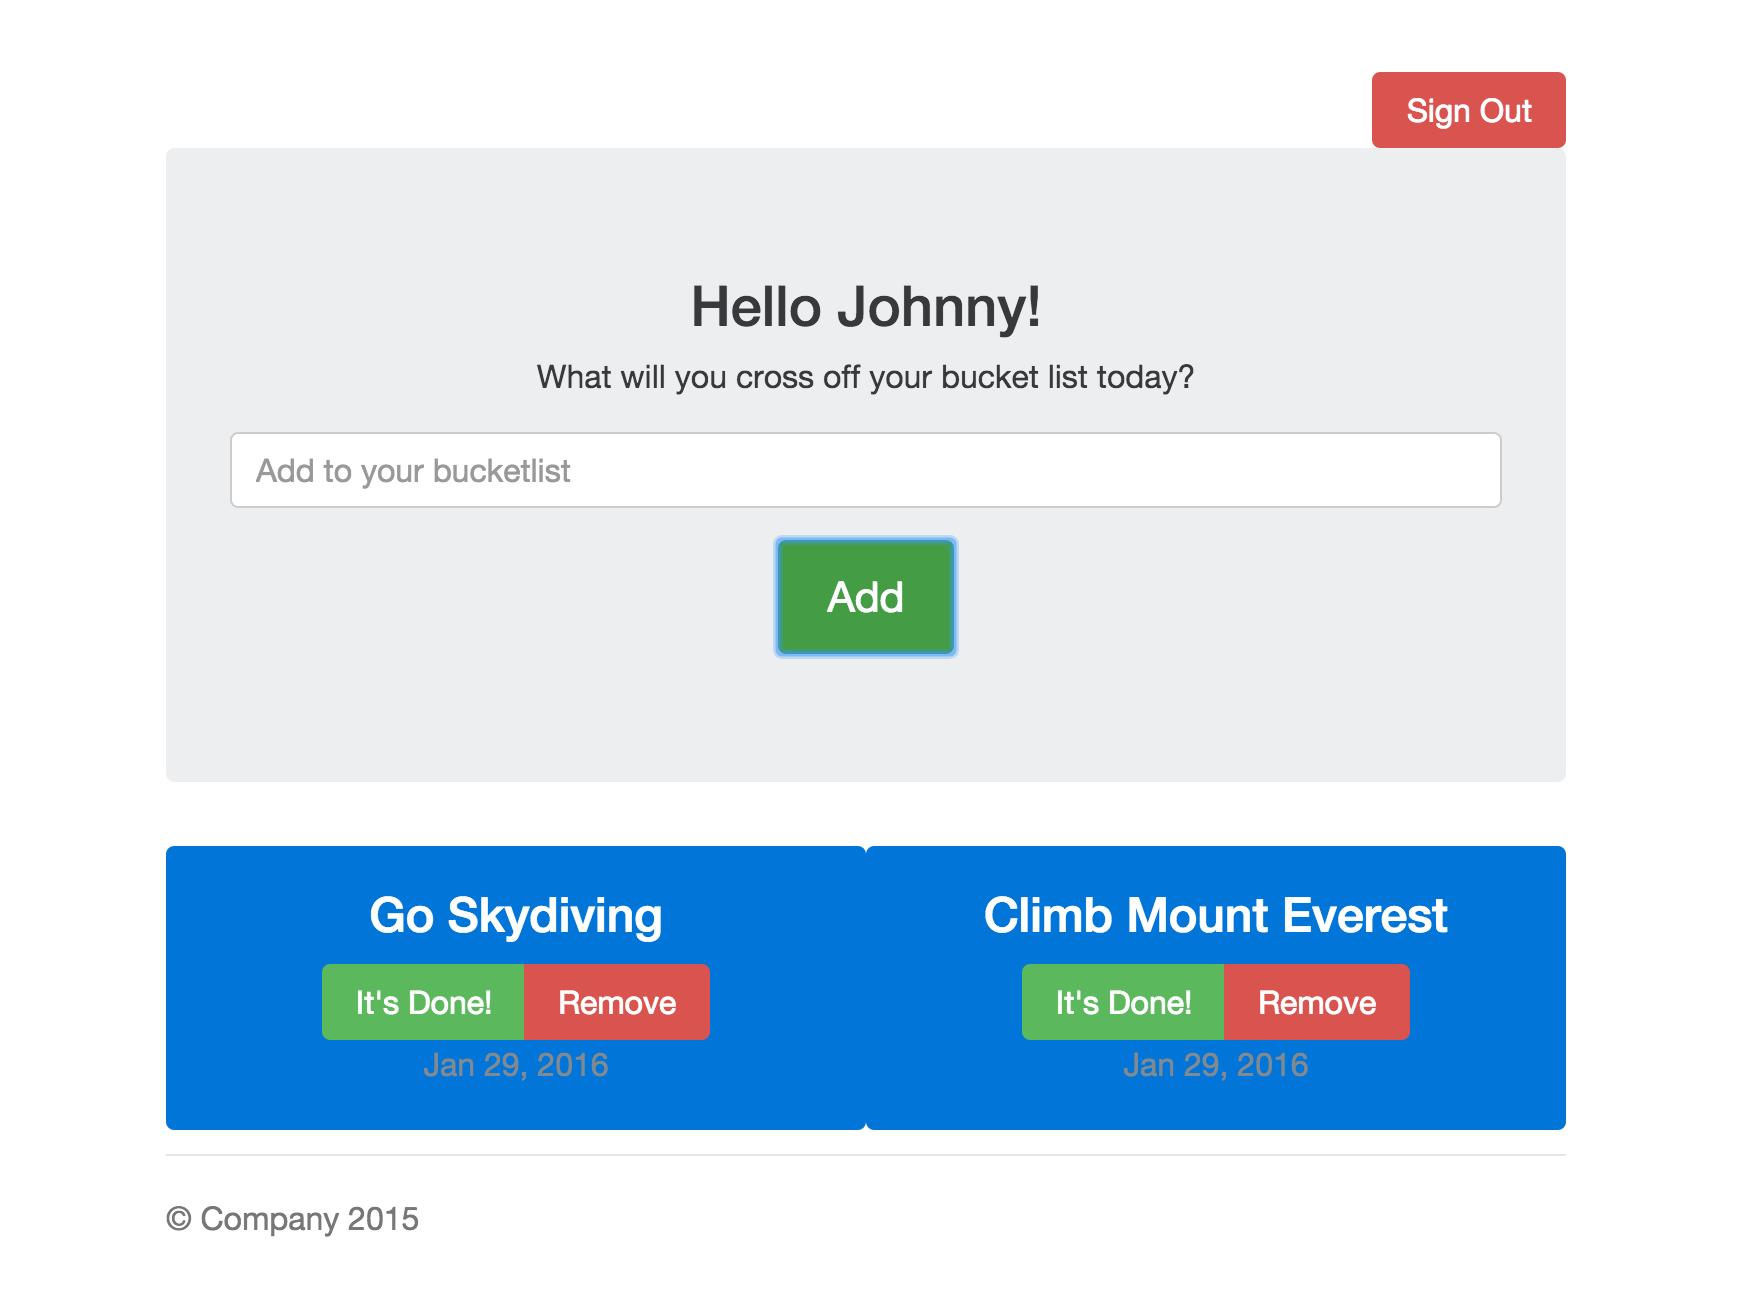 Sign Out
Hello Johnny!
What will you cross off your bucket list today?
Add to your bucketlist
Add
Go Skydiving
It's Done! Remove
Jan 29, 2016
Climb Mount Everest
It's Done! Remove
Jan 29, 2016
© Company 2015